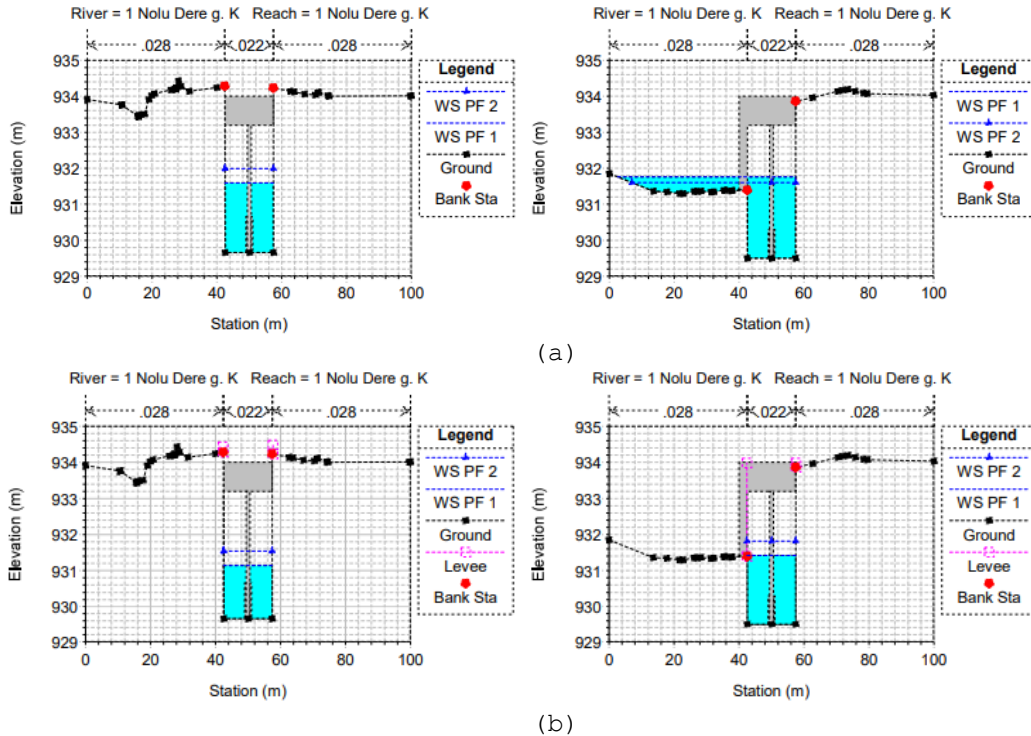 River = 1 Nolu Dere g. K Reach = 1 Nolu Dere g. K
.028 .022 .028
935
934
933
932
931
930
929
Elevation (m)
0 20 40 60 80 100
Station (m)
Legend
WS PF 2
WS PF 1
Ground
Bank Sta
River = 1 Nolu Dere g. K Reach = 1 Nolu Dere g. K
.028 .022 .028
935
934
933
932
931
930
929
Elevation (m)
0 20 40 60 80 100
Station (m)
Legend
WS PF 1
WS PF 2
Ground
Bank Sta
(a)
River = 1 Nolu Dere g. K Reach = 1 Nolu Dere g. K
.028 .022 .028
935
934
933
932
931
930
929
Elevation (m)
0 20 40 60 80 100
Station (m)
Legend
WS PF 2
WS PF 1
Ground
Levee
Bank Sta
River = 1 Nolu Dere g. K Reach = 1 Nolu Dere g. K
.028 .022 .028
935
934
933
932
931
930
929
Elevation (m)
0 20 40 60 80 100
Station (m)
Legend
WS PF 2
WS PF 1
Ground
Levee
Bank Sta
(b)